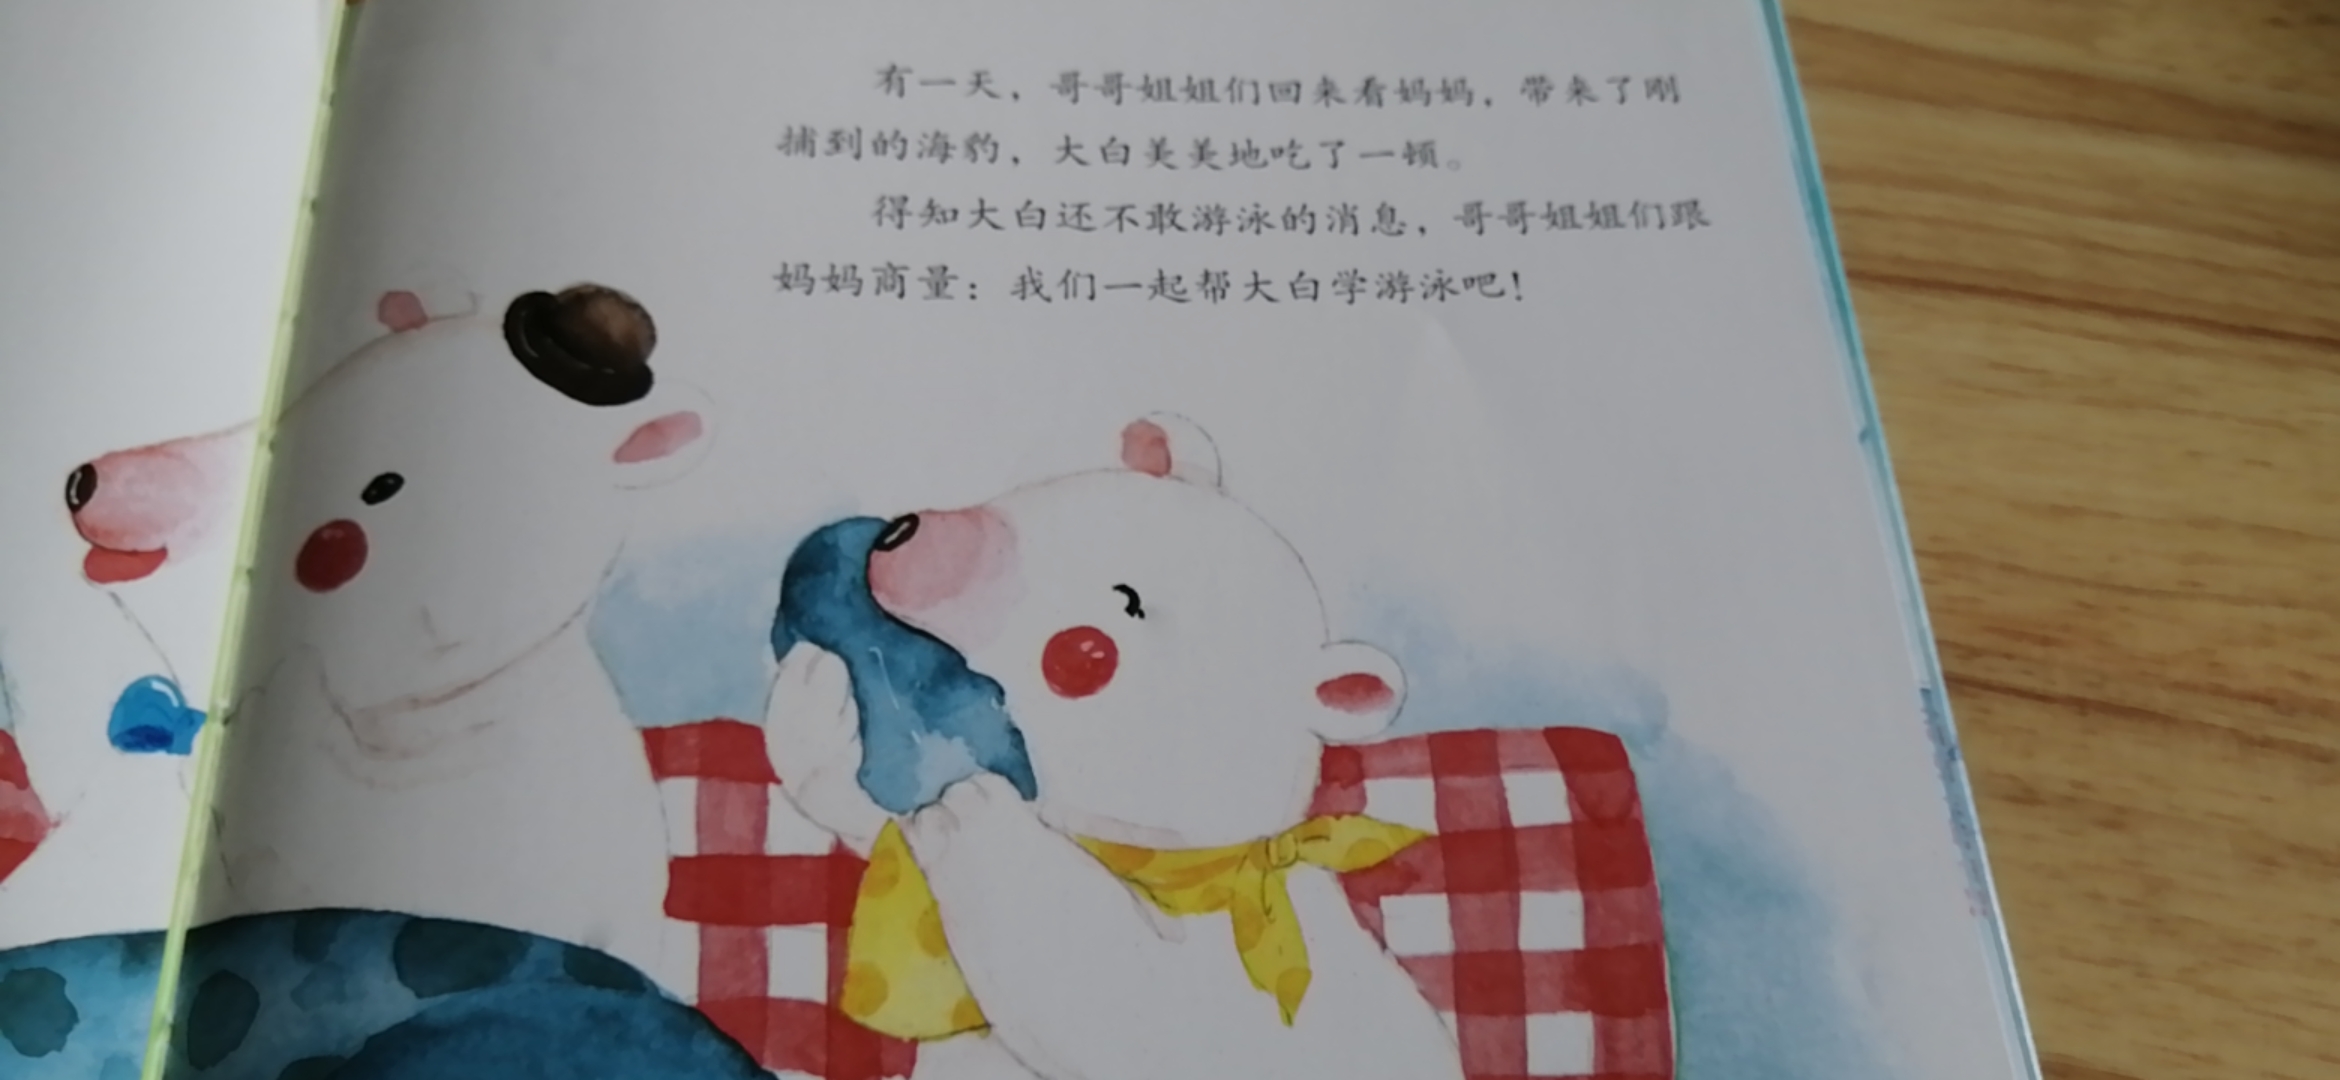 有一天，哥哥姐姐们回来看妈妈，带来了刚
捕到的海豹，大白美美地吃了一顿。
得知大白还不敢游泳的消息，哥哥姐姐们跟
妈妈商量：我们一起帮大白学游泳吧！